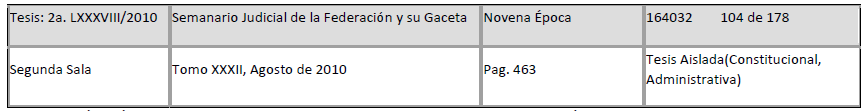 Tesis: 2a. LXXXVIII/2010 Semanario Judicial de la Federación y su Gaceta Novena Época 164032 104 de 178
Segunda Sala Tomo XXXII, Agosto de 2010 Pag. 463 Tesis Aislada(Constitucional,
Administrativa)